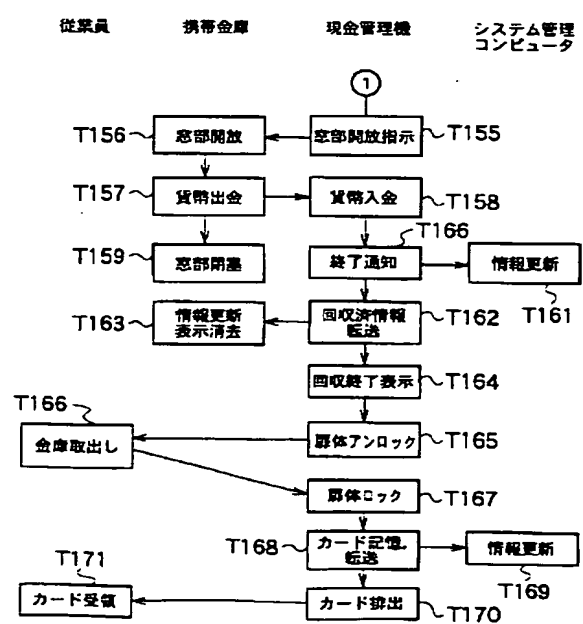 従業員
携帯金庫
現金管理機
システム管理
コンピュータ
1
T156
窓部開放
窓部開放指示
T155
T157
貨幣出金
貨幣入金
T158
T159
窓部閉塞
T166
終了通知
情報更新
T161
T163
情報更新
表示消去
回収済情報
転送
T162
回収終了表示
T164
T166
金庫取出し
扉体アンロック
T165
扉体ロック
T167
T168
カード記憶,
転送
情報更新
T169
T171
カード受領
カード排出
T170